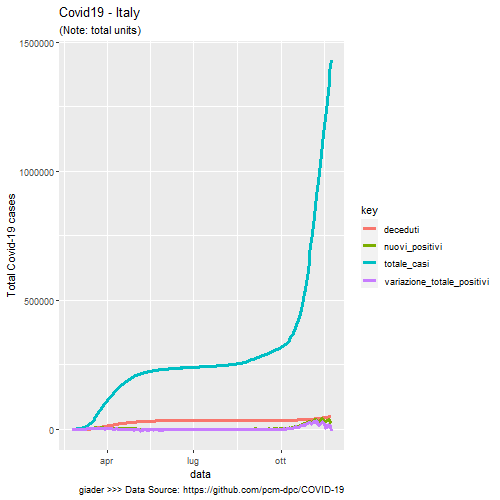 Covid19 - Italy
(Note: total units)
1500000
1000000
500000
0
Total Covid-19 cases
apr
lug
ott
data
key
deceduti
nuovi_positivi
totale_casi
variazione_totale_positivi
giader >>> Data Source: https://github.com/pcm-dpc/COVID-19